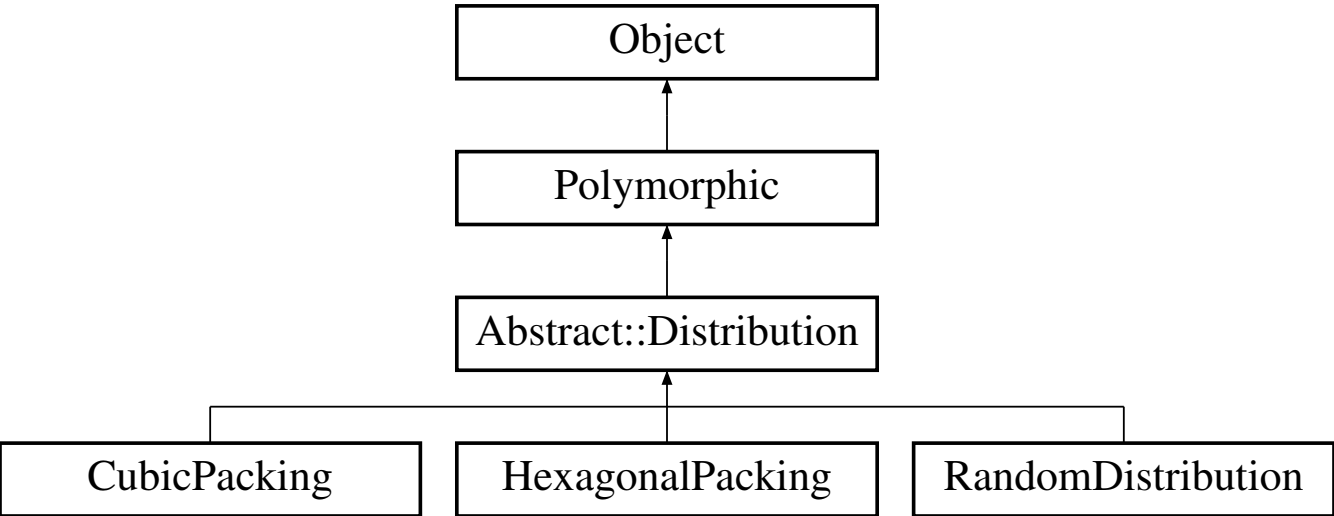 Object
Polymorphic
Abstract::Distribution
CubicPacking
HexagonalPacking
RandomDistribution